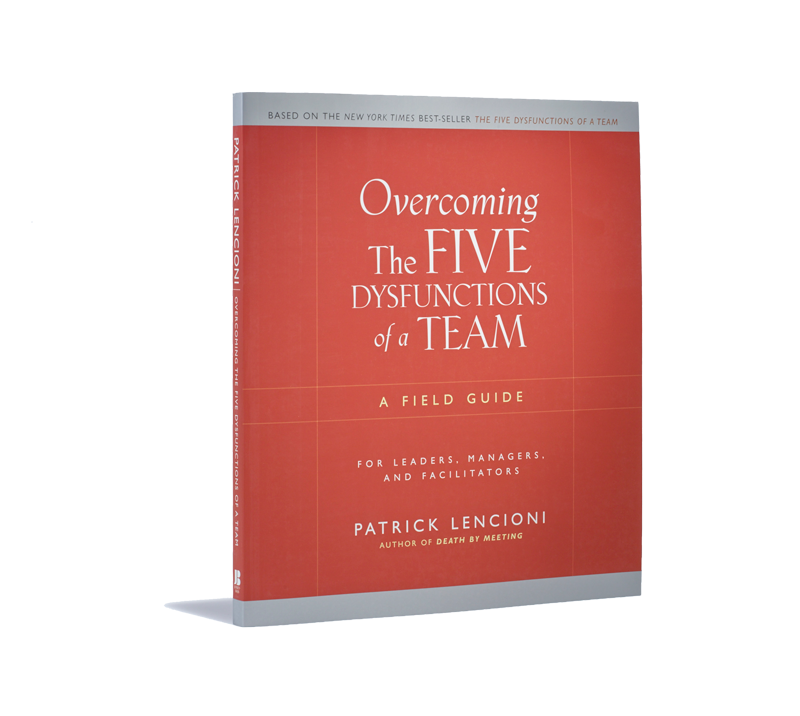 BASED ON THE NEW YORK TIMES BEST-SELLER THE FIVE DYSFUNCTIONS OF A TEAM
Overcoming
The FIVE
DYSFUNCTIONS
of a TEAM
A FIELD GUIDE
FOR LEADERS, MANAGERS,
AND FACILITATORS
PATRICK LENCIONI
AUTHOR OF DEATH BY MEETING
PATRICK LENCIONI | OVERCOMING THE FIVE DYSFUNCTIONS OF A TEAM
JB